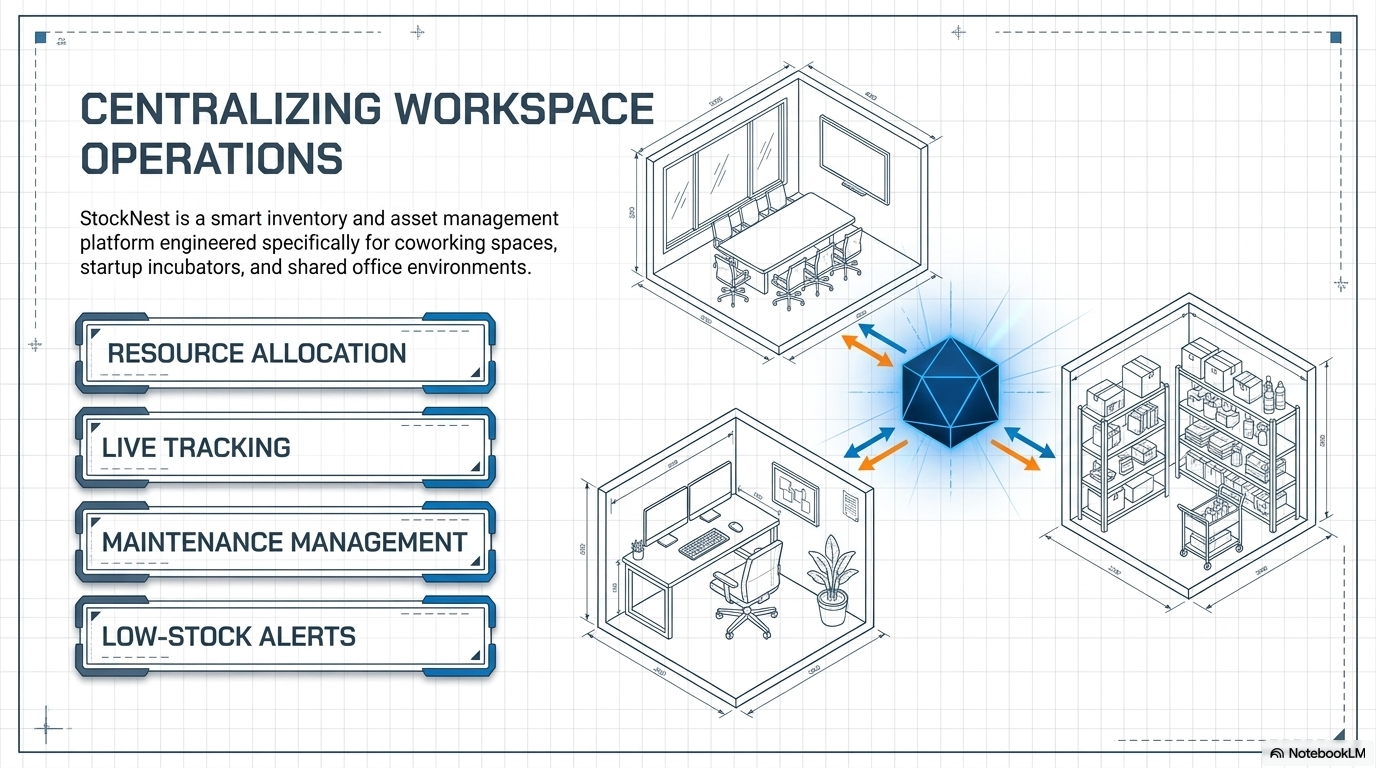 CENTRALIZING WORKSPACE
OPERATIONS
StockNest is a smart inventory and asset management
platform engineered specifically for coworking spaces,
startup incubators, and shared office environments.
RESOURCE ALLOCATION
LIVE TRACKING
MAINTENANCE MANAGEMENT
LOW-STOCK ALERTS
NotebookLM